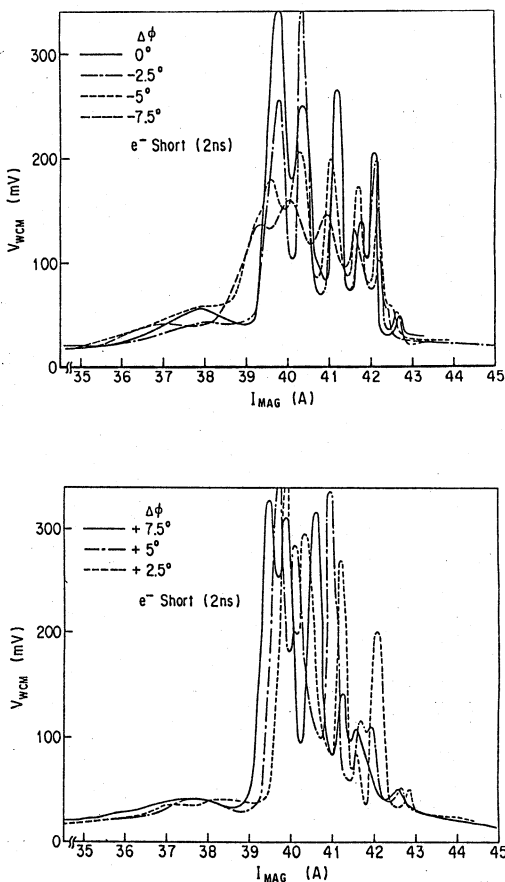 300
200
100
0
V_WCM (mV)
Δφ
0°
-2.5°
-5°
-7.5°
e⁻ Short (2ns)
35 36 37 38 39 40 41 42 43 44 45
I_MAG (A)
300
200
100
0
V_WCM (mV)
Δφ
+ 7.5°
+ 5°
+ 2.5°
e⁻ Short (2ns)
35 36 37 38 39 40 41 42 43 44 45
I_MAG (A)